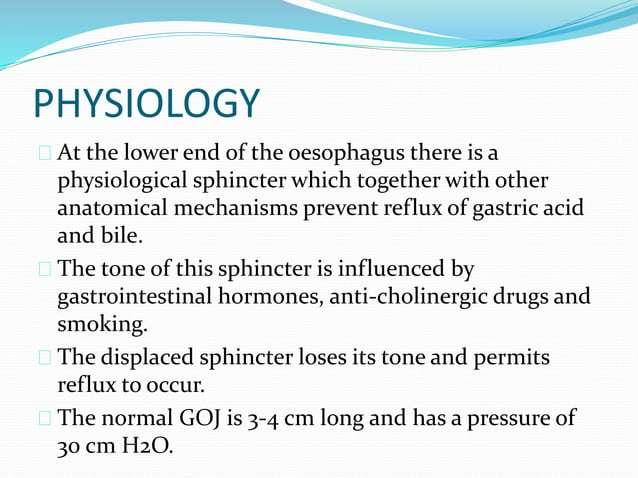 PHYSIOLOGY
At the lower end of the oesophagus there is a
physiological sphincter which together with other
anatomical mechanisms prevent reflux of gastric acid
and bile.
The tone of this sphincter is influenced by
gastrointestinal hormones, anti-cholinergic drugs and
smoking.
The displaced sphincter loses its tone and permits
reflux to occur.
The normal GOJ is 3-4 cm long and has a pressure of
30 cm H2O.